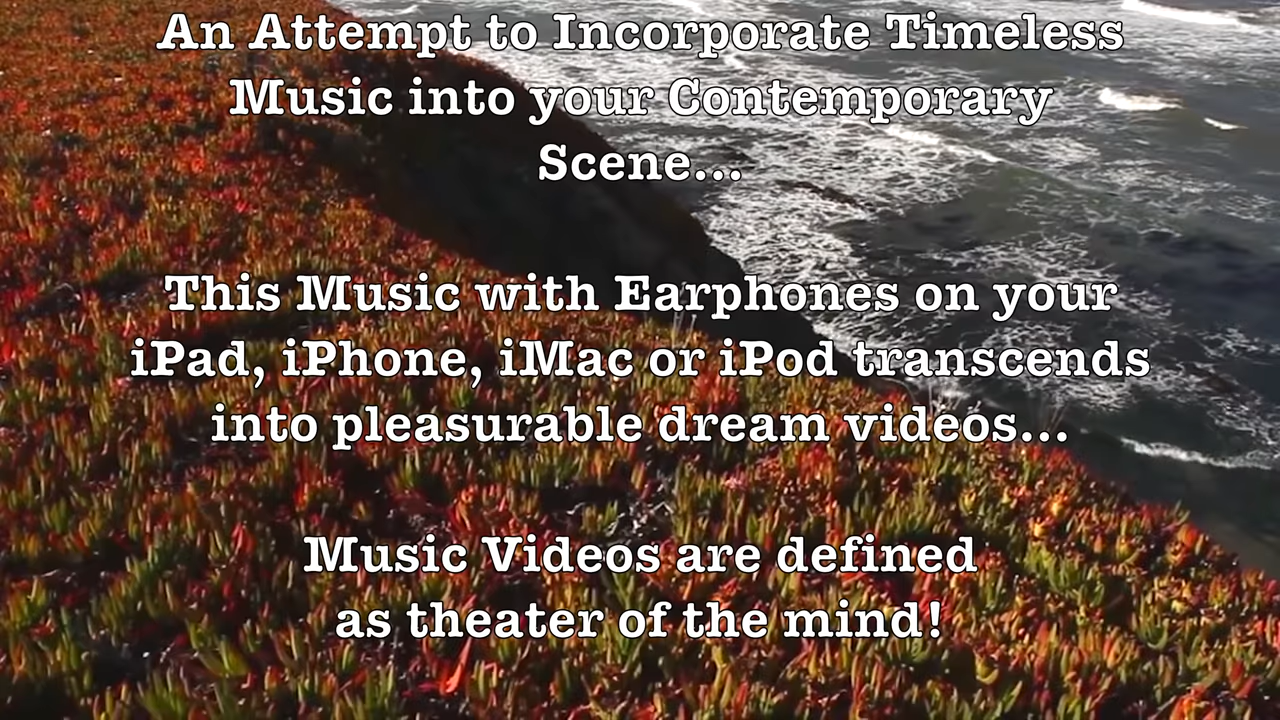 An Attempt to Incorporate Timeless
Music into your Contemporary
Scene...
This Music with Earphones on your
iPad, iPhone, iMac or iPod transcends
into pleasurable dream videos...
Music Videos are defined
as theater of the mind!